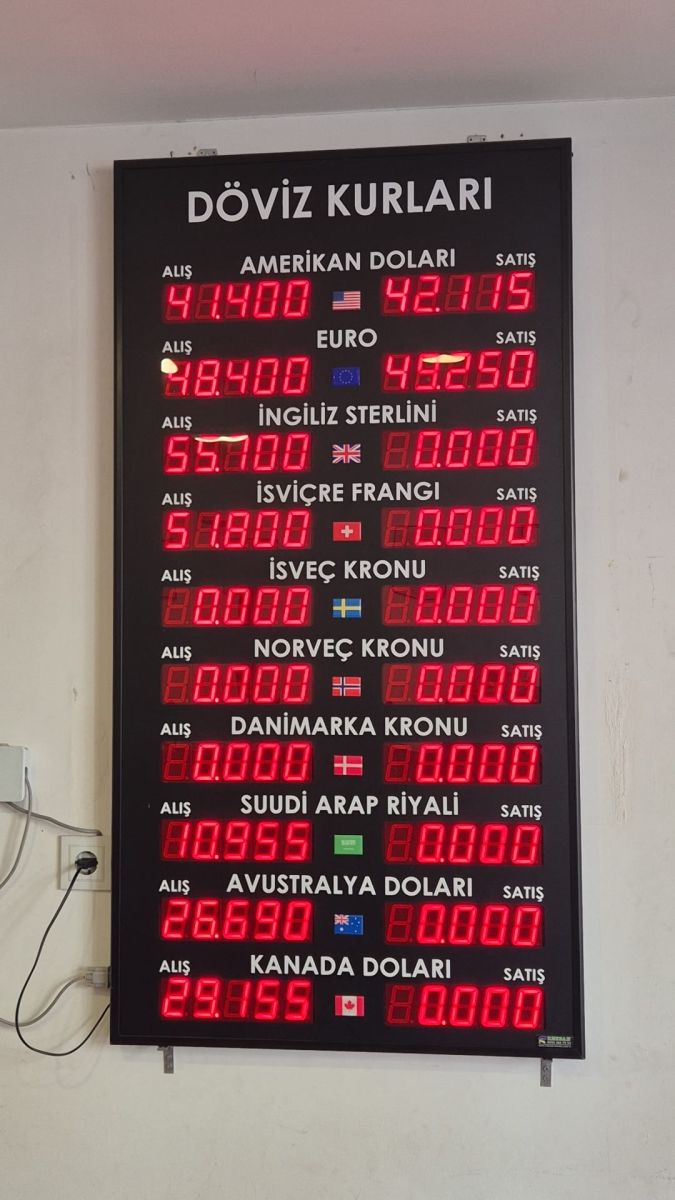 DÖVİZ KURLARI
ALIŞ AMERİKAN DOLARI SATIŞ
41.400 42.115
ALIŞ EURO SATIŞ
48.400 49.250
ALIŞ İNGİLİZ STERLİNİ SATIŞ
55.100 0.000
ALIŞ İSVİÇRE FRANGI SATIŞ
51.800 0.000
ALIŞ İSVEÇ KRONU SATIŞ
0.000 0.000
ALIŞ NORVEÇ KRONU SATIŞ
0.000 0.000
ALIŞ DANİMARKA KRONU SATIŞ
0.000 0.000
ALIŞ SUUDİ ARAP RİYALİ SATIŞ
10.955 0.000
ALIŞ AVUSTRALYA DOLARI SATIŞ
26.690 0.000
ALIŞ KANADA DOLARI SATIŞ
29.155 0.000